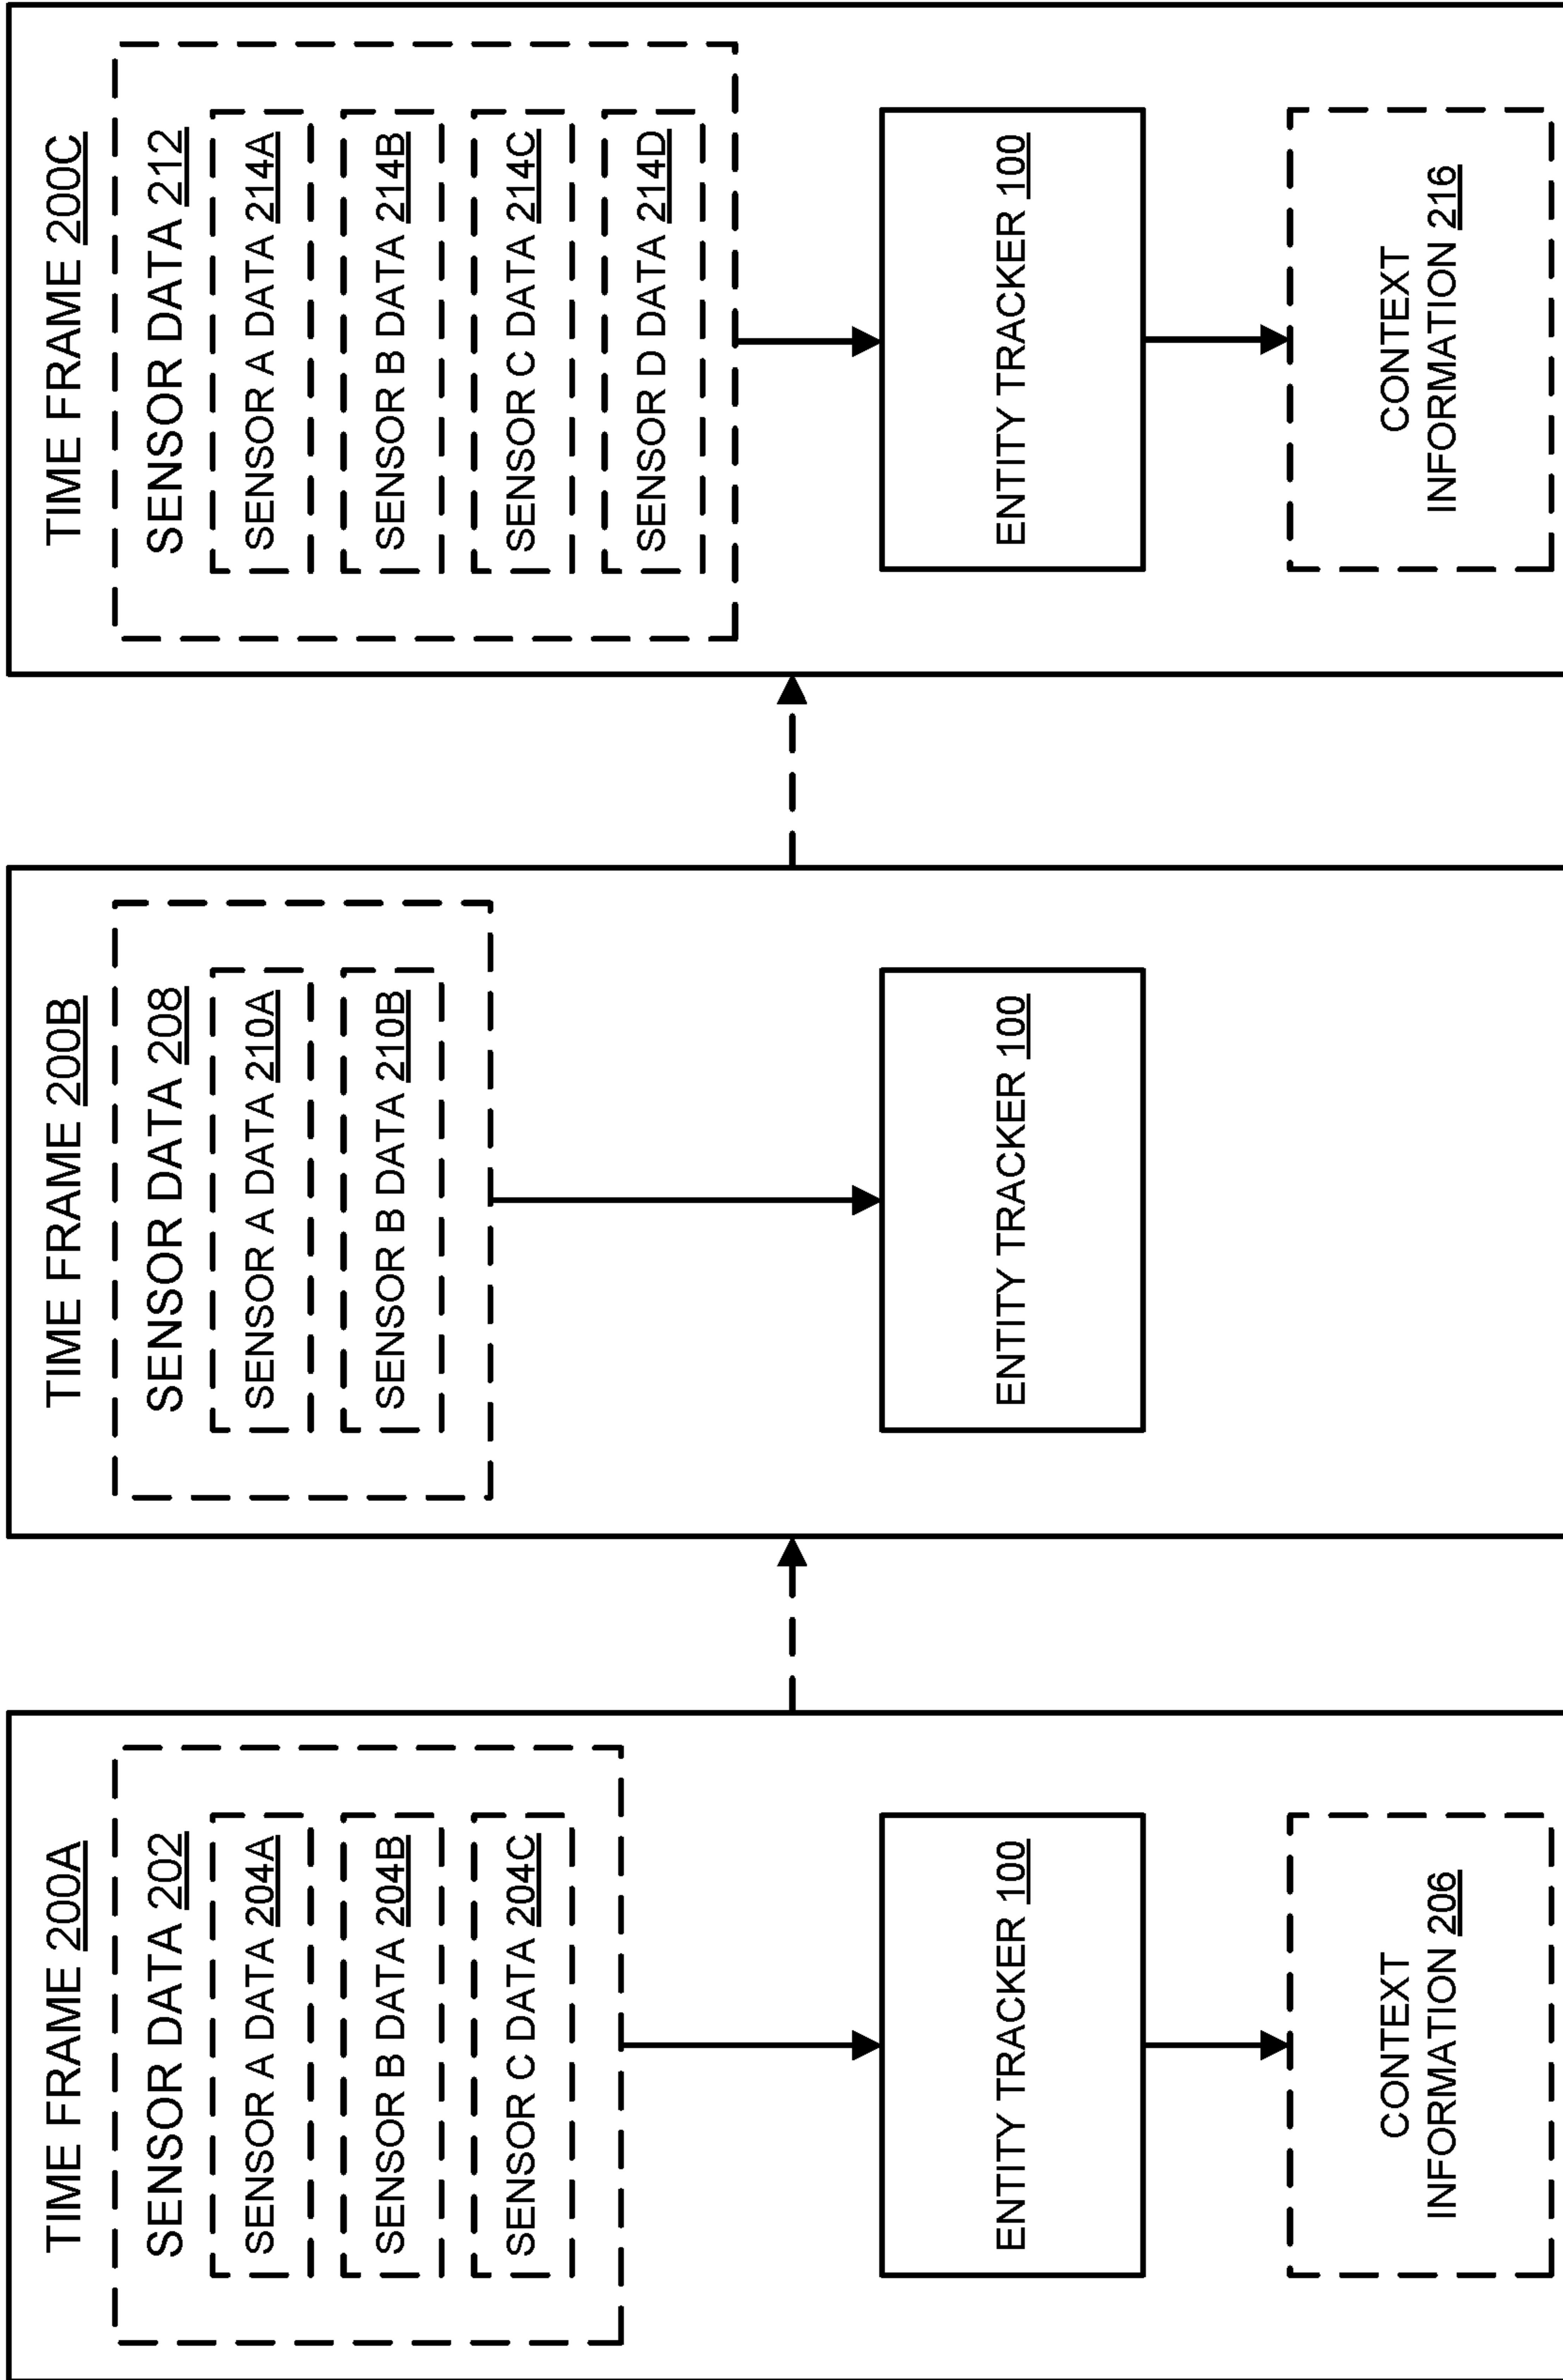 TIME FRAME 200A
SENSOR DATA 202
SENSOR A DATA 204A
SENSOR B DATA 204B
SENSOR C DATA 204C
ENTITY TRACKER 100
CONTEXT
INFORMATION 206
TIME FRAME 200B
SENSOR DATA 208
SENSOR A DATA 210A
SENSOR B DATA 210B
ENTITY TRACKER 100
TIME FRAME 200C
SENSOR DATA 212
SENSOR A DATA 214A
SENSOR B DATA 214B
SENSOR C DATA 214C
SENSOR D DATA 214D
ENTITY TRACKER 100
CONTEXT
INFORMATION 216